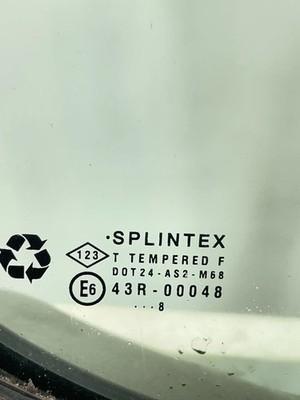 ·SPLINTEX
123 T TEMPERED F
DOT24-AS2-M68
E6 43R-00048
...8